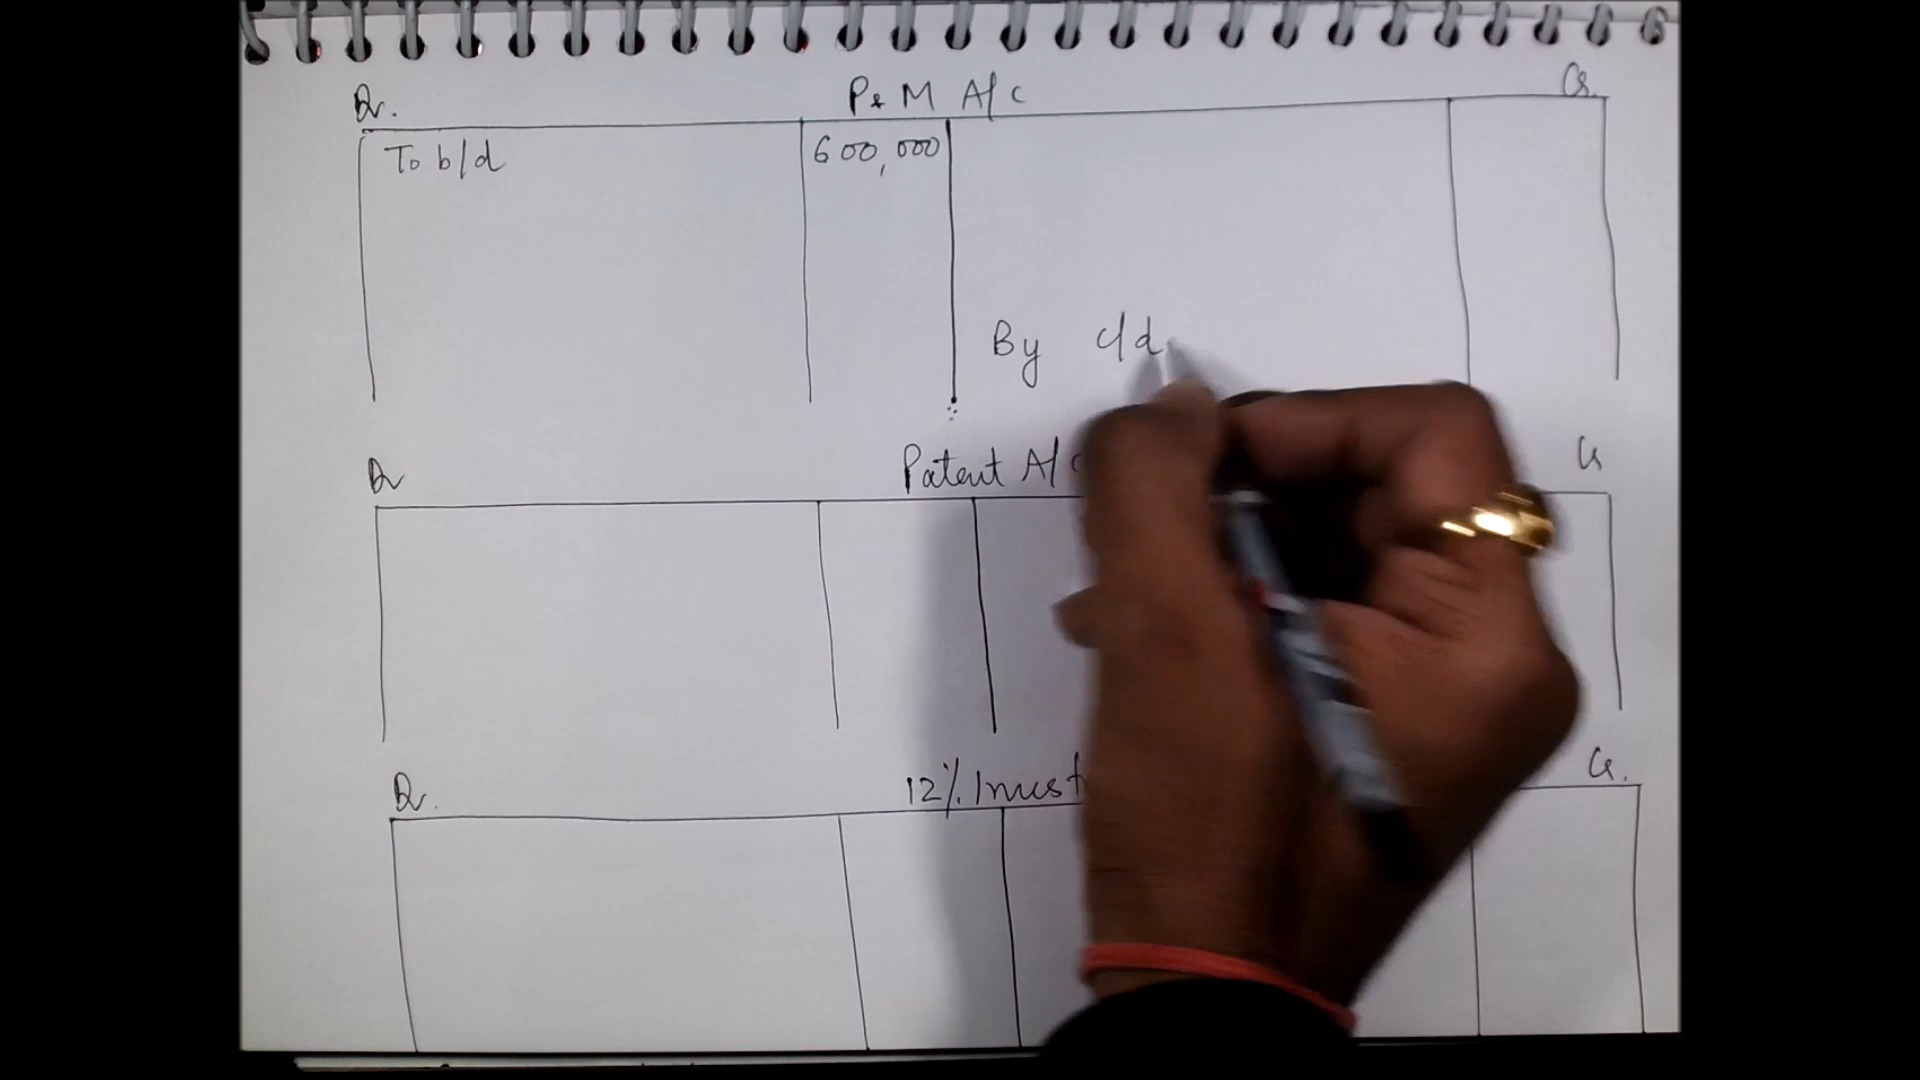 Dr. P & M A/c Cr.
To b/d 600,000
By c/d
Dr Patent A/c Cr
Dr. 12% Invest Cr.